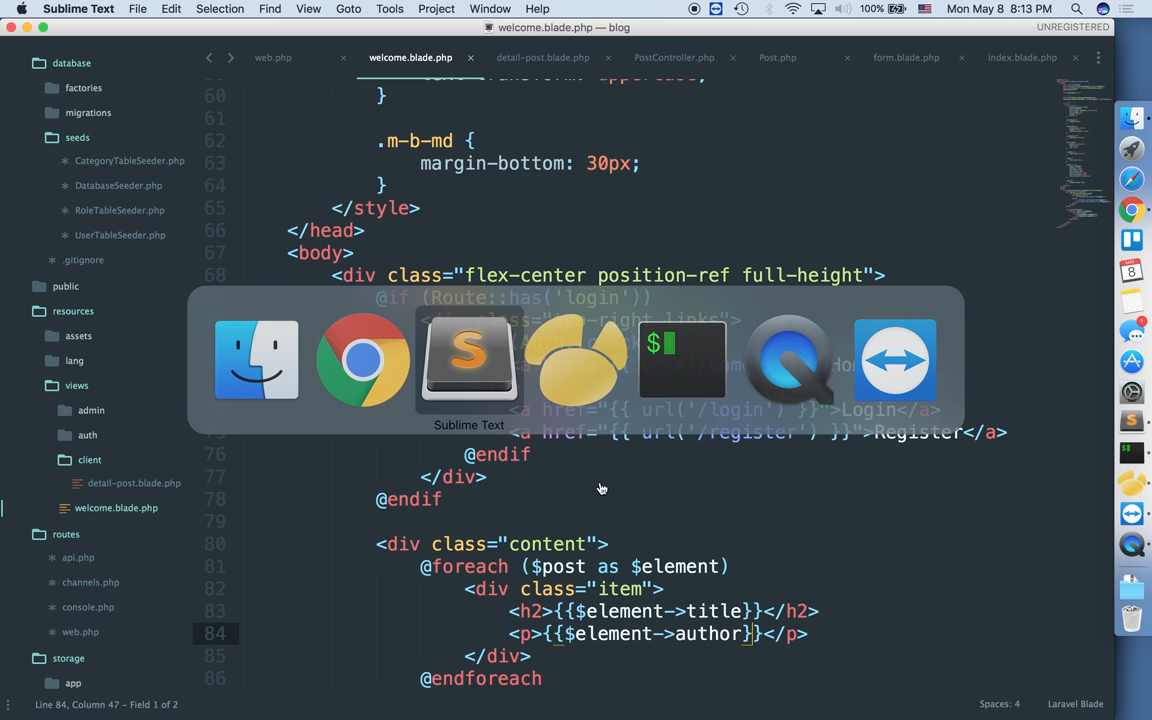 Sublime Text File Edit Selection Find View Goto Tools Project Window Help 100% Mon May 8 8:13 PM
welcome.blade.php — blog UNREGISTERED
web.php welcome.blade.php detail-post.blade.php PostController.php Post.php form.blade.php index.blade.php
database
factories
migrations
seeds
CategoryTableSeeder.php
DatabaseSeeder.php
RoleTableSeeder.php
UserTableSeeder.php
.gitignore
public
resources
assets
lang
views
admin
auth
client
detail-post.blade.php
welcome.blade.php
routes
api.php
channels.php
console.php
web.php
storage
app
60 }
61
62 .m-b-md {
63 margin-bottom: 30px;
64 }
65 </style>
66 </head>
67 <body>
68 <div class="flex-center position-ref full-height">
@if (Route::has('login'))
<a href="{{ url('/login') }}">Login</a>
<a href="{{ url('/register') }}">Register</a>
76 @endif
77 </div>
78 @endif
79
80 <div class="content">
81 @foreach ($post as $element)
82 <div class="item">
83 <h2>{{$element->title}}</h2>
84 <p>{{$element->author}}</p>
85 </div>
86 @endforeach
Sublime Text
Line 84, Column 47 - Field 1 of 2 Spaces: 4 Laravel Blade